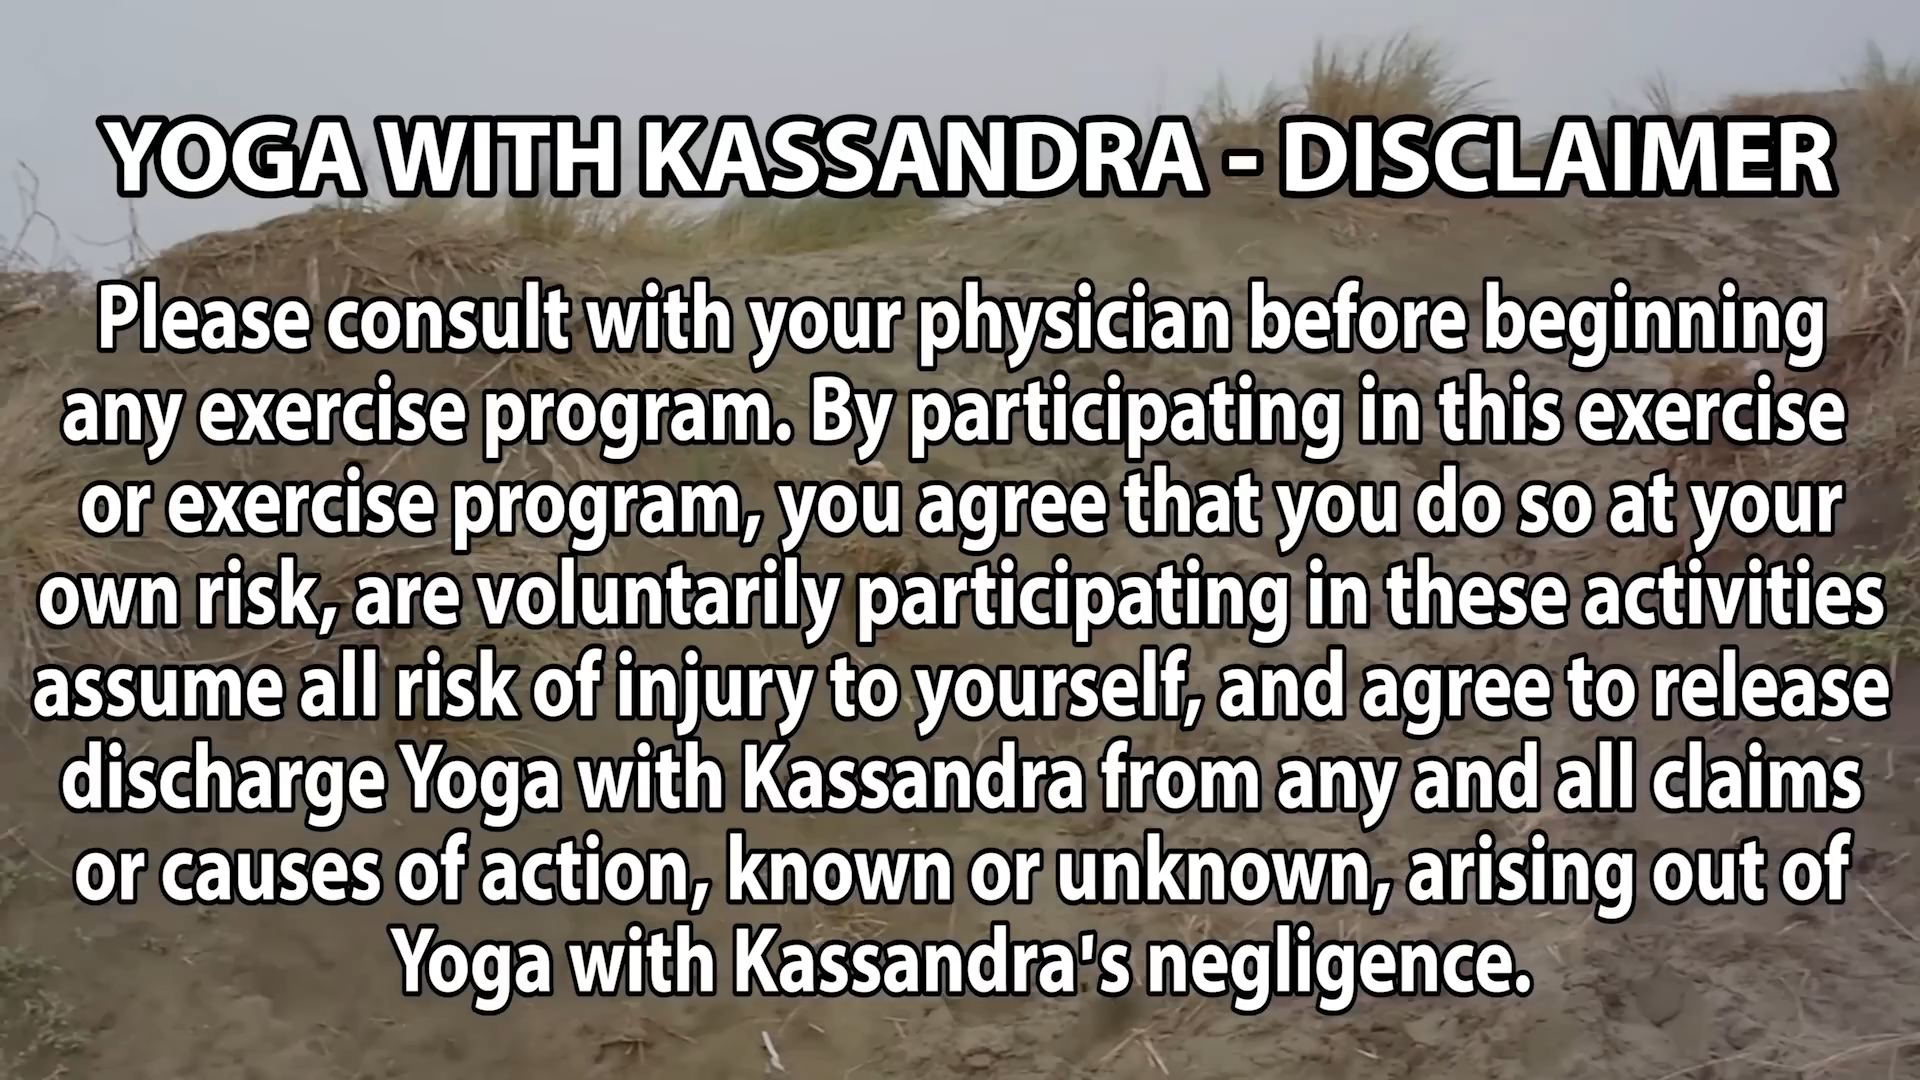 YOGA WITH KASSANDRA - DISCLAIMER
Please consult with your physician before beginning
any exercise program. By participating in this exercise
or exercise program, you agree that you do so at your
own risk, are voluntarily participating in these activities
assume all risk of injury to yourself, and agree to release
discharge Yoga with Kassandra from any and all claims
or causes of action, known or unknown, arising out of
Yoga with Kassandra's negligence.